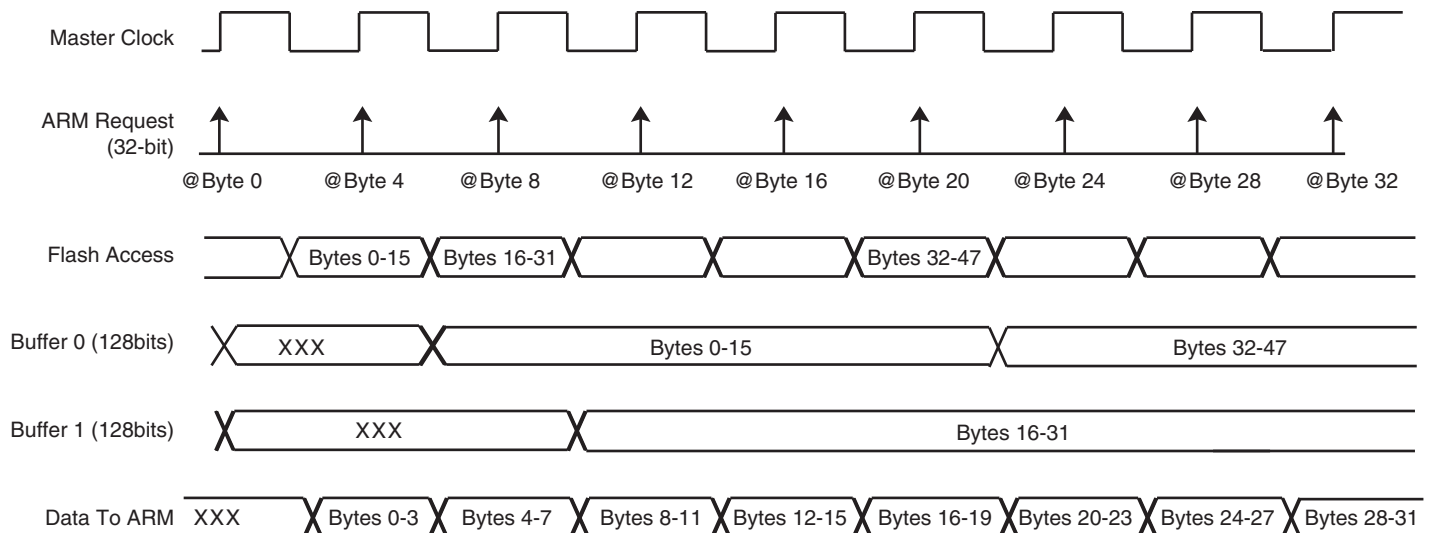 Master Clock
ARM Request
(32-bit)
@Byte 0 @Byte 4 @Byte 8 @Byte 12 @Byte 16 @Byte 20 @Byte 24 @Byte 28 @Byte 32
Flash Access Bytes 0-15 Bytes 16-31 Bytes 32-47
Buffer 0 (128bits) XXX Bytes 0-15 Bytes 32-47
Buffer 1 (128bits) XXX Bytes 16-31
Data To ARM XXX Bytes 0-3 Bytes 4-7 Bytes 8-11 Bytes 12-15 Bytes 16-19 Bytes 20-23 Bytes 24-27 Bytes 28-31